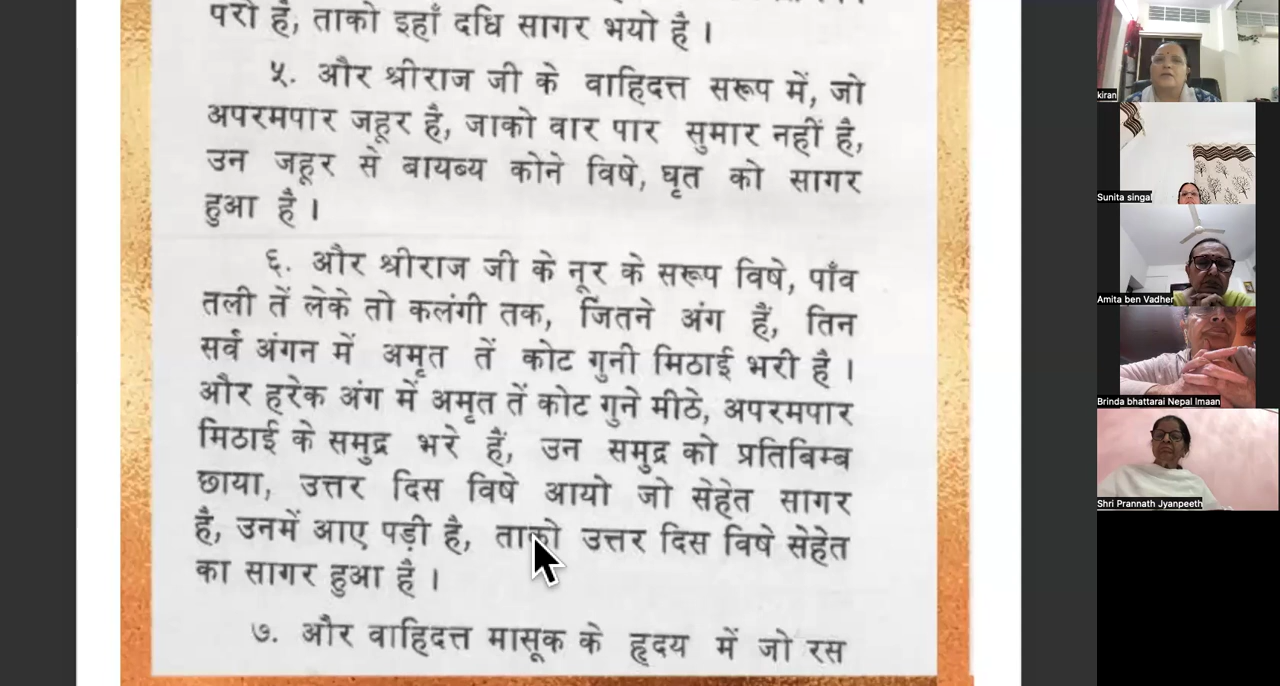 परो है, ताको इहाँ दधि सागर भयो है ।
५. और श्रीराज जी के वाहिदत्त सरूप में, जो
अपरमपार जहूर है, जाको वार पार सुमार नहीं है,
उन जहूर से बायब्य कोने विषे, घृत को सागर
हुआ है ।
६. और श्रीराज जी के नूर के सरूप विषे, पाँव
तली तें लेके तो कलंगी तक, जितने अंग हैं, तिन
सर्व अंगन में अमृत तें कोट गुनी मिठाई भरी है ।
और हरेक अंग में अमृत तें कोट गुने मीठे, अपरमपार
मिठाई के समुद्र भरे हैं, उन समुद्र को प्रतिबिम्ब
छाया, उत्तर दिस विषे आयो जो सेहेत सागर
है, उनमें आए पड़ी है, ताको उत्तर दिस विषे सेहेत
का सागर हुआ है ।
७. और वाहिदत्त मासूक के हृदय में जो रस
kiran
Sunita singal
Amita ben Vadher
Brinda bhattarai Nepal Imaan
Shri Prannath Jyanpeeth